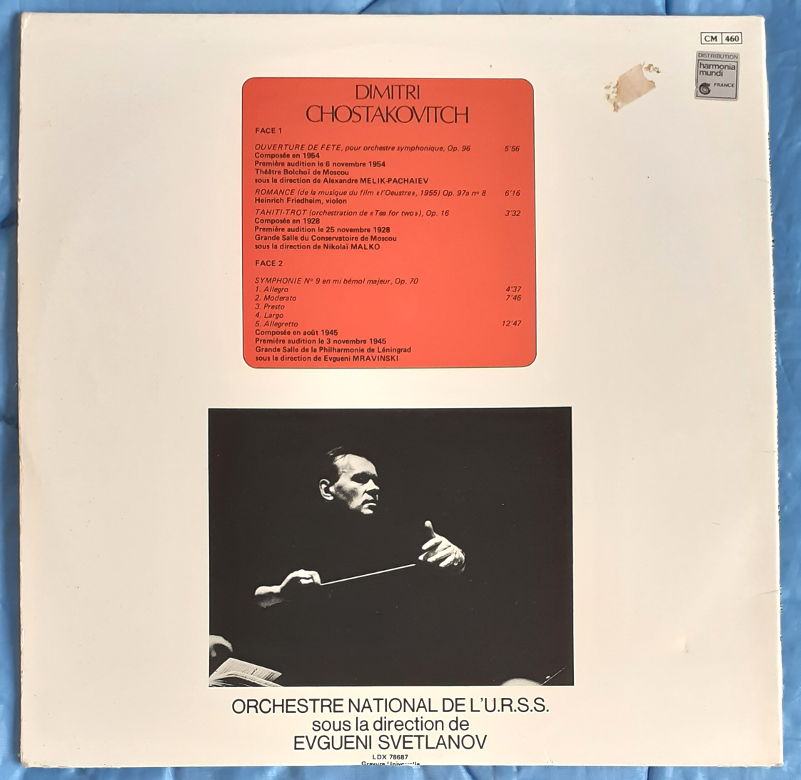 CM 460
DISTRIBUTION
harmonia
mundi
FRANCE
DIMITRI
CHOSTAKOVITCH
FACE 1
OUVERTURE DE FETE, pour orchestre symphonique, Op. 96 5'56
Composée en 1954
Première audition le 6 novembre 1954
Théâtre Bolchoï de Moscou
sous la direction de Alexandre MELIK-PACHAIEV
ROMANCE (de la musique du film « l'Oeustre », 1955) Op. 97a n° 8 6'16
Heinrich Friedheim, violon
TAHITI-TROT (orchestration de « Tea for two »), Op. 16 3'32
Composée en 1928
Première audition le 25 novembre 1928
Grande Salle du Conservatoire de Moscou
sous la direction de Nikolaï MALKO
FACE 2
SYMPHONIE N° 9 en mi bémol majeur, Op. 70
1. Allegro 4'37
2. Moderato 7'46
3. Presto
4. Largo
5. Allegretto 12'47
Composée en août 1945
Première audition le 3 novembre 1945
Grande Salle de la Philharmonie de Léningrad
sous la direction de Evgueni MRAVINSKI
ORCHESTRE NATIONAL DE L'U.R.S.S.
sous la direction de
EVGUENI SVETLANOV
LDX 78687
Gravure Universelle